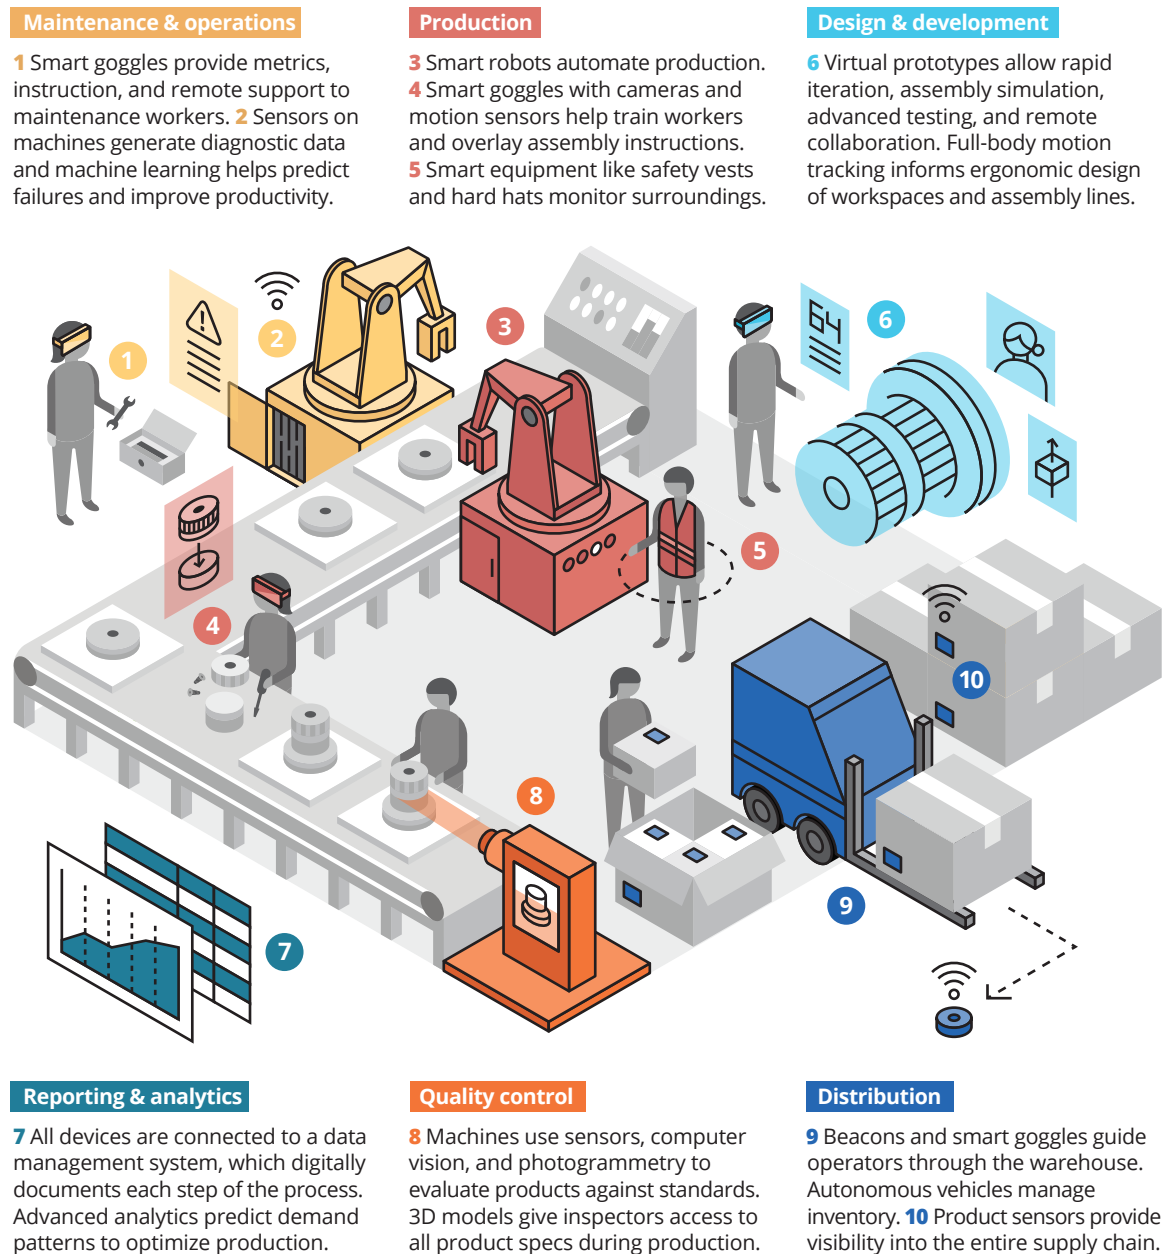 Maintenance & operations
1 Smart goggles provide metrics,
instruction, and remote support to
maintenance workers. 2 Sensors on
machines generate diagnostic data
and machine learning helps predict
failures and improve productivity.
Production
3 Smart robots automate production.
4 Smart goggles with cameras and
motion sensors help train workers
and overlay assembly instructions.
5 Smart equipment like safety vests
and hard hats monitor surroundings.
Design & development
6 Virtual prototypes allow rapid
iteration, assembly simulation,
advanced testing, and remote
collaboration. Full-body motion
tracking informs ergonomic design
of workspaces and assembly lines.
1
2
3
64
6
4
5
10
8
9
7
Reporting & analytics
7 All devices are connected to a data
management system, which digitally
documents each step of the process.
Advanced analytics predict demand
patterns to optimize production.
Quality control
8 Machines use sensors, computer
vision, and photogrammetry to
evaluate products against standards.
3D models give inspectors access to
all product specs during production.
Distribution
9 Beacons and smart goggles guide
operators through the warehouse.
Autonomous vehicles manage
inventory. 10 Product sensors provide
visibility into the entire supply chain.